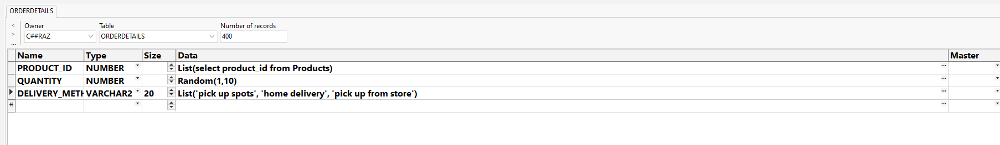 ORDERDETAILS
Owner Table Number of records
C##RAZ ORDERDETAILS 400
Name Type Size Data Master
PRODUCT_ID NUMBER List(select product_id from Products)
QUANTITY NUMBER Random(1,10)
DELIVERY_METH VARCHAR2 20 List('pick up spots', 'home delivery', 'pick up from store')